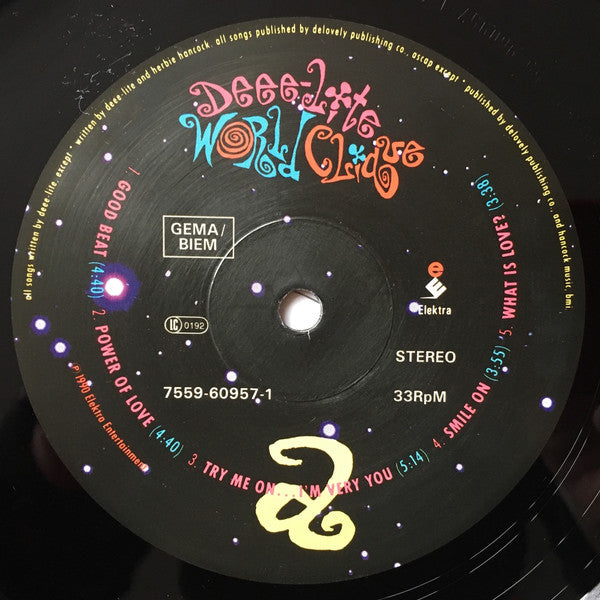 all songs written by deee-lite, except * written by deee-lite and herbie hancock. all songs published by delovely publishing co., ascap except * published by delovely publishing co., and hancock music, bmi.
Deee-Lite
World Clique
GEMA/
BIEM
e
Elektra
LC 0192
STEREO
7559-60957-1
33RpM
1. GOOD BEAT (4:40) 2. POWER OF LOVE (4:40) 3. TRY ME ON...I'M VERY YOU (5:14) 4. SMILE ON (3:55) 5. WHAT IS LOVE? (3:38)
℗ 1990 Elektra Entertainment
a